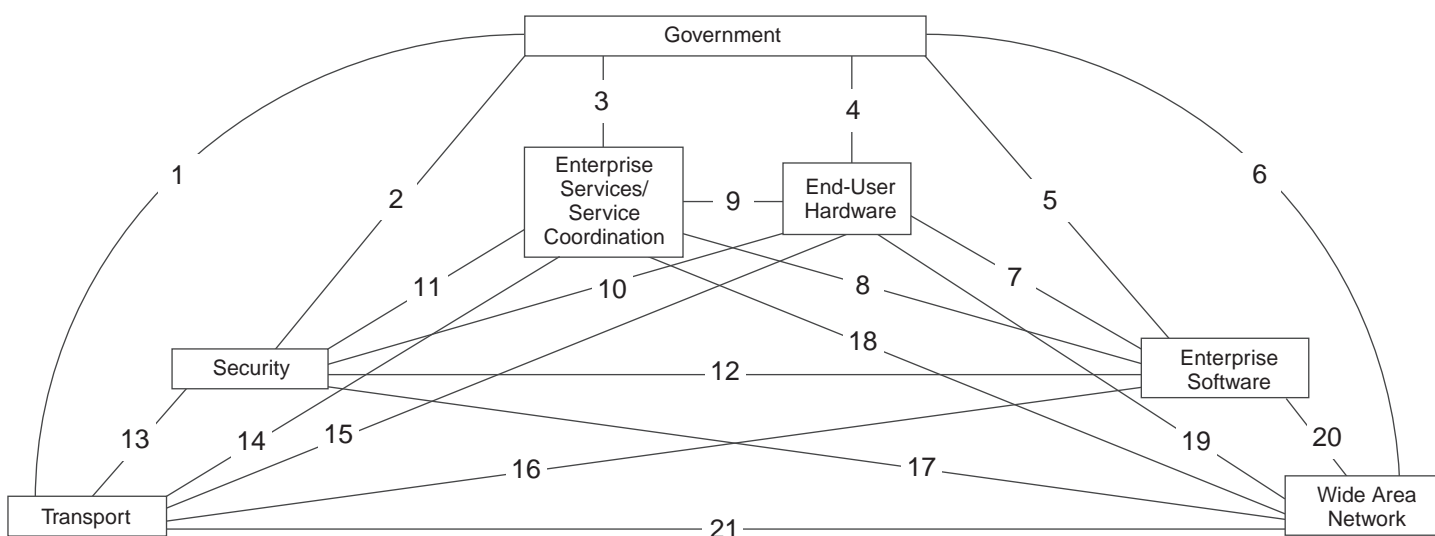 Government
3
4
1
6
Enterprise
Services/
Service
Coordination
End-User
Hardware
2
9
5
11
10
8
7
18
Security
12
Enterprise
Software
13
14
15
16
17
19
20
Transport
21
Wide Area
Network